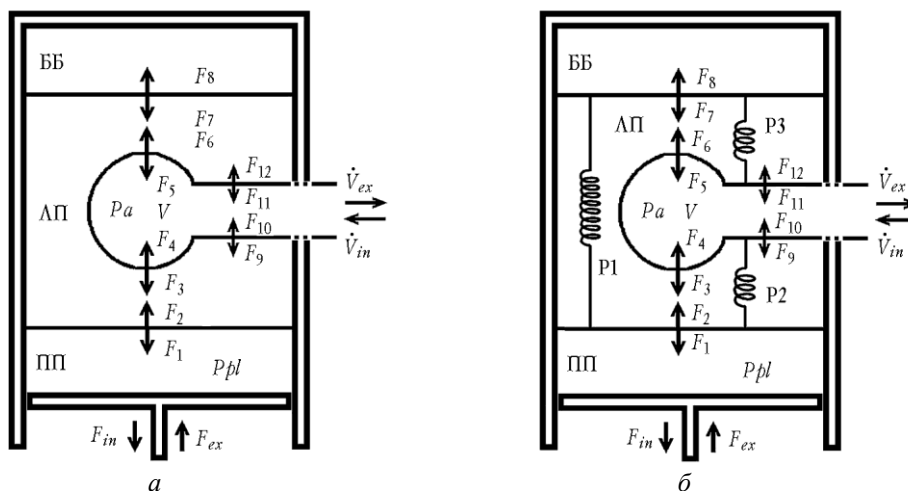 ББ
F8
F7
F6
F12
F5
F11
V̇ex
ЛП
Pa
V
F4
F10
V̇in
F9
F3
F2
F1
ПП
Ppl
Fin
Fex
а
ББ
F8
F7
ЛП
F6
P3
F12
F5
F11
V̇ex
Pa
V
F4
F10
V̇in
F9
P1
F3
P2
F2
F1
ПП
Ppl
Fin
Fex
б